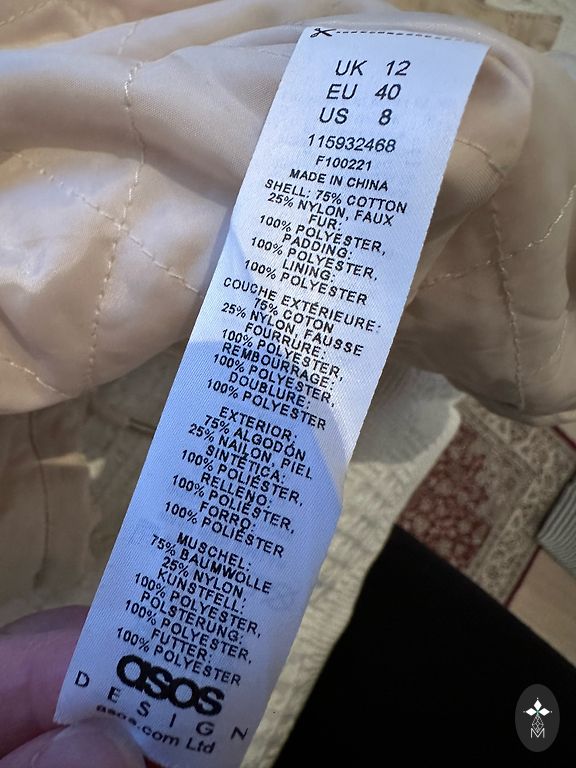 UK 12
EU 40
US 8
115932468
F100221
MADE IN CHINA
SHELL: 75% COTTON
25% NYLON, FAUX
FUR:
100% POLYESTER,
PADDING:
100% POLYESTER,
LINING:
100% POLYESTER
COUCHE EXTÉRIEURE:
75% COTON
25% NYLON, FAUSSE
FOURRURE:
100% POLYESTER,
REMBOURRAGE:
100% POLYESTER,
DOUBLURE:
100% POLYESTER
EXTERIOR:
75% ALGODÓN
25% NAILON, PIEL
SINTÉTICA:
100% POLIÉSTER,
RELLENO:
100% POLIÉSTER,
FORRO:
100% POLIÉSTER
MUSCHEL:
75% BAUMWOLLE
25% NYLON,
KUNSTFELL:
100% POLYESTER,
POLSTERUNG:
100% POLYESTER,
FUTTER:
100% POLYESTER
asos
DESIGN
asos.com Ltd